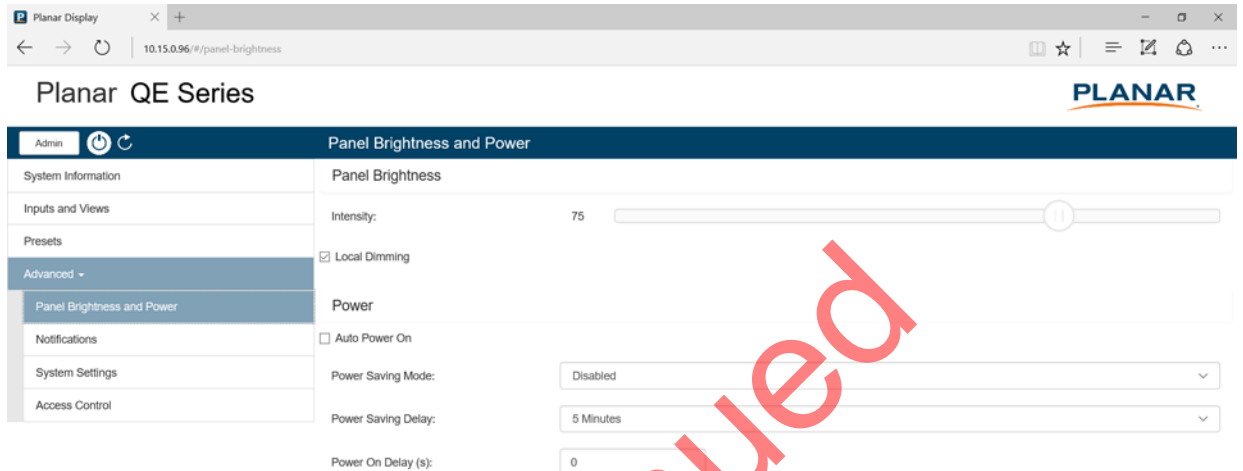 Planar Display
10.15.0.96/#/panel-brightness
Planar QE Series
PLANAR
Admin
Panel Brightness and Power
System Information
Inputs and Views
Presets
Advanced
Panel Brightness and Power
Notifications
System Settings
Access Control
Panel Brightness
Intensity: 75
Local Dimming
Power
Auto Power On
Power Saving Mode: Disabled
Power Saving Delay: 5 Minutes
Power On Delay (s): 0
ued